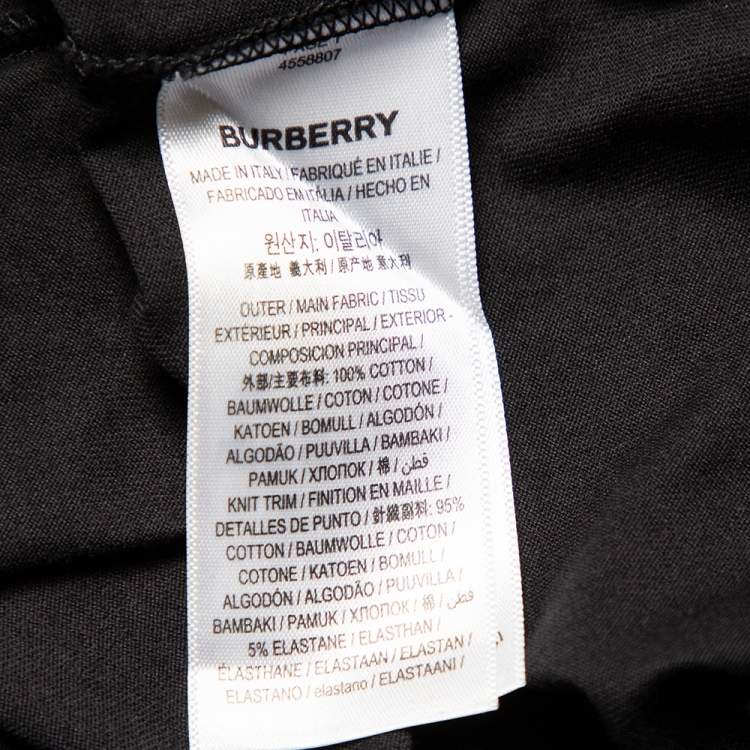 PAGE 1
4558807
BURBERRY
MADE IN ITALY / FABRIQUÉ EN ITALIE /
FABRICADO EM ITÁLIA / HECHO EN
ITALIA
원산지: 이탈리아
原產地 義大利 / 原产地 意大利
OUTER / MAIN FABRIC / TISSU
EXTÉRIEUR / PRINCIPAL / EXTERIOR -
COMPOSICION PRINCIPAL /
外部/主要布料: 100% COTTON /
BAUMWOLLE / COTON / COTONE /
KATOEN / BOMULL / ALGODÓN /
ALGODÃO / PUUVILLA / BAMBAKI /
PAMUK / ХЛОПОК / 棉 / قطن /
KNIT TRIM / FINITION EN MAILLE /
DETALLES DE PUNTO / 針織副料: 95%
COTTON / BAUMWOLLE / COTON /
COTONE / KATOEN / BOMULL /
ALGODÓN / ALGODÃO / PUUVILLA /
BAMBAKI / PAMUK / ХЛОПОК / 棉 / قطن /
5% ELASTANE / ELASTHAN /
ÉLASTHANE / ELASTAAN / ELASTAN /
ELASTANO / elastano / ELASTAANI /